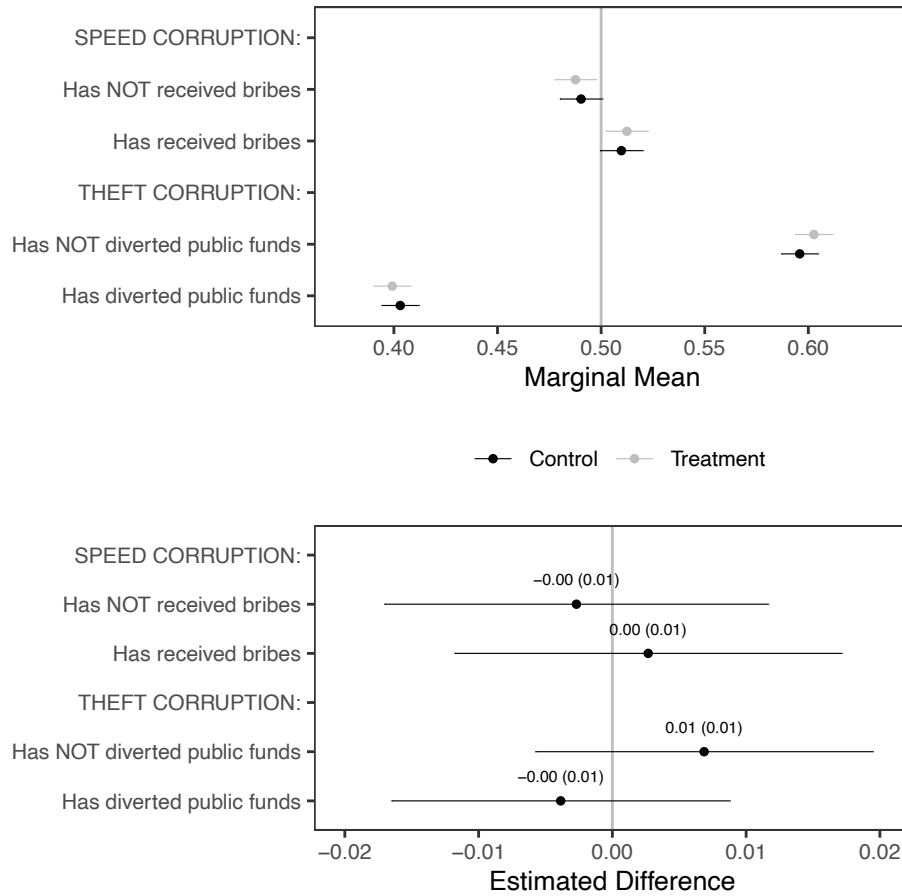 SPEED CORRUPTION:
Has NOT received bribes
Has received bribes
THEFT CORRUPTION:
Has NOT diverted public funds
Has diverted public funds
0.40 0.45 0.50 0.55 0.60
Marginal Mean
Control Treatment
SPEED CORRUPTION:
−0.00 (0.01)
Has NOT received bribes
0.00 (0.01)
Has received bribes
THEFT CORRUPTION:
0.01 (0.01)
Has NOT diverted public funds
−0.00 (0.01)
Has diverted public funds
−0.02 −0.01 0.00 0.01 0.02
Estimated Difference